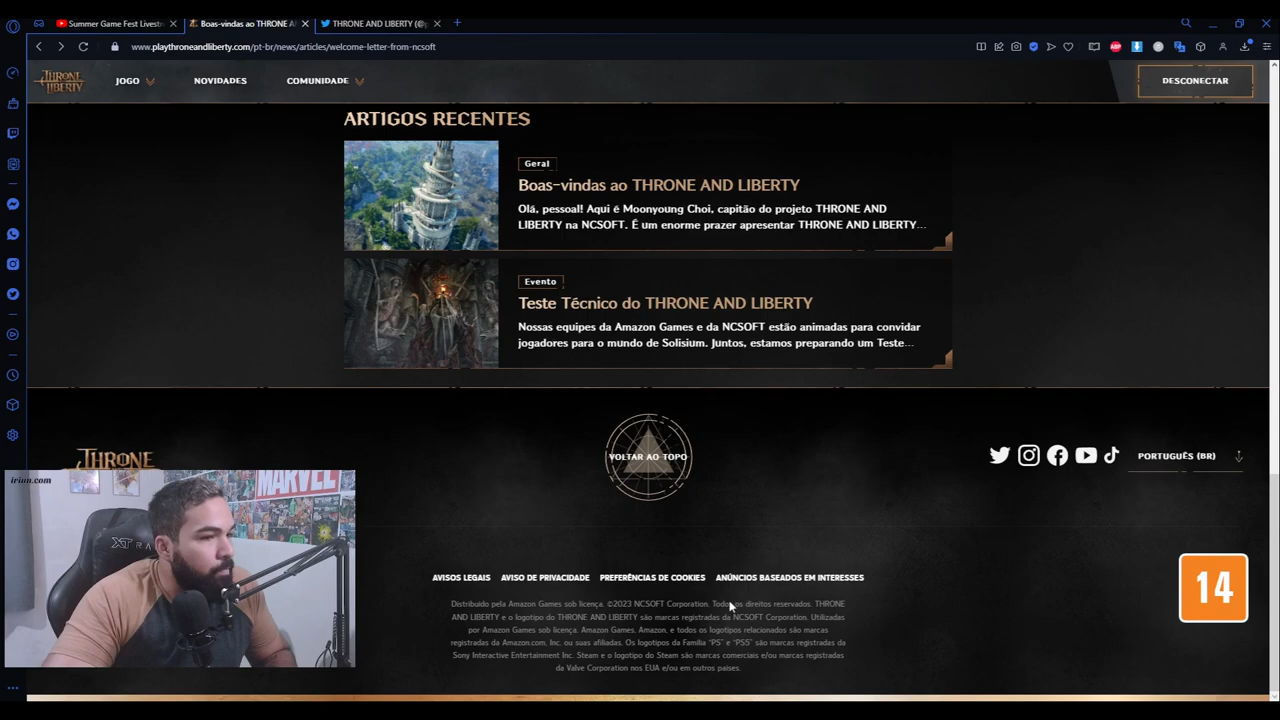 Summer Game Fest Livestr
Boas-vindas ao THRONE A
THRONE AND LIBERTY (@p
www.playthroneandliberty.com/pt-br/news/articles/welcome-letter-from-ncsoft
THRONE
LIBERTY
JOGO
NOVIDADES
COMUNIDADE
DESCONECTAR
ARTIGOS RECENTES
Geral
Boas-vindas ao THRONE AND LIBERTY
Olá, pessoal! Aqui é Moonyoung Choi, capitão do projeto THRONE AND
LIBERTY na NCSOFT. É um enorme prazer apresentar THRONE AND LIBERTY...
Evento
Teste Técnico do THRONE AND LIBERTY
Nossas equipes da Amazon Games e da NCSOFT estão animadas para convidar
jogadores para o mundo de Solisium. Juntos, estamos preparando um Teste...
THRONE
VOLTAR AO TOPO
PORTUGUÊS (BR)
iriun.com
MARVEL
XTRA
AVISOS LEGAIS AVISO DE PRIVACIDADE PREFERÊNCIAS DE COOKIES ANÚNCIOS BASEADOS EM INTERESSES
14
Distribuído pela Amazon Games sob licença. ©2023 NCSOFT Corporation. Todos os direitos reservados. THRONE
AND LIBERTY e o logotipo do THRONE AND LIBERTY são marcas registradas da NCSOFT Corporation. Utilizadas
por Amazon Games sob licença. Amazon Games, Amazon, e todos os logotipos relacionados são marcas
registradas da Amazon.com, Inc. ou suas afiliadas. Os logotipos da Família "PS" e "PS5" são marcas registradas da
Sony Interactive Entertainment Inc. Steam e o logotipo do Steam são marcas comerciais e/ou marcas registradas
da Valve Corporation nos EUA e/ou em outros países.